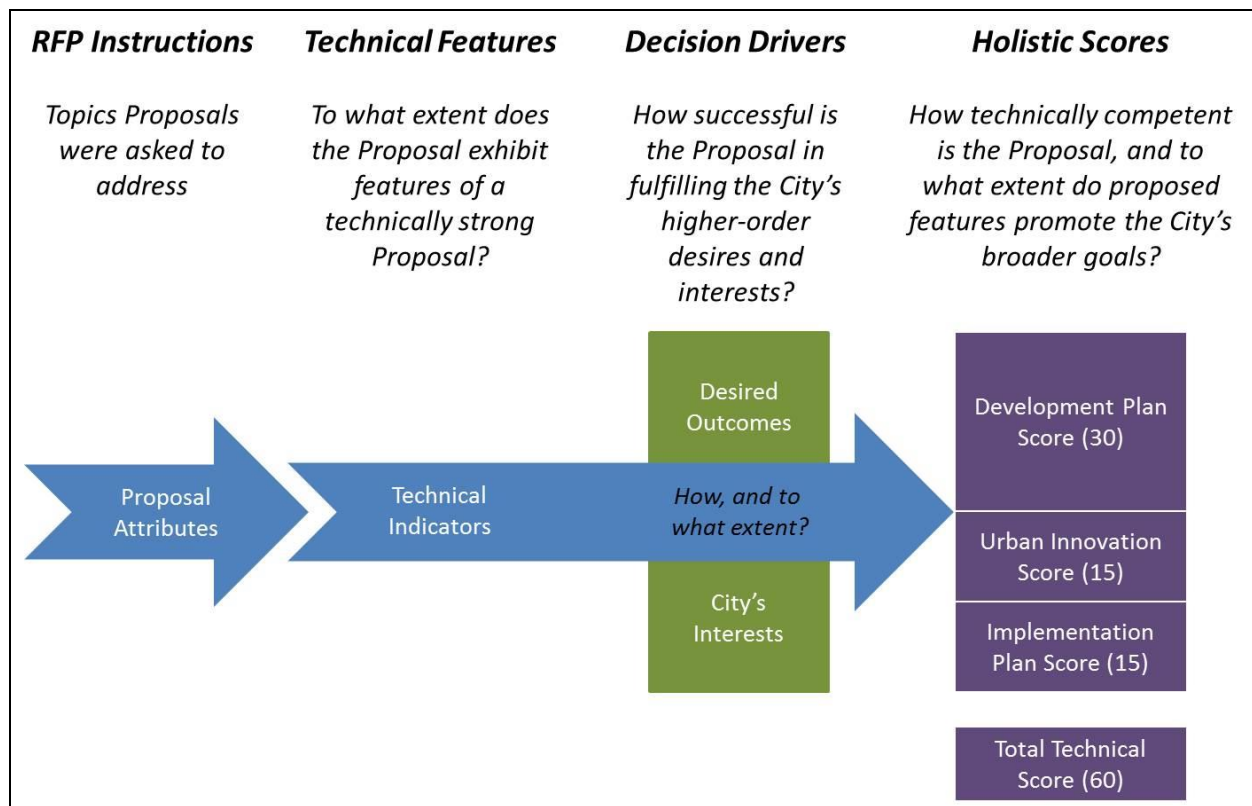 RFP Instructions
Topics Proposals
were asked to
address
Technical Features
To what extent does
the Proposal exhibit
features of a
technically strong
Proposal?
Decision Drivers
How successful is
the Proposal in
fulfilling the City's
higher-order
desires and
interests?
Holistic Scores
How technically competent
is the Proposal, and to
what extent do proposed
features promote the City's
broader goals?
Proposal
Attributes
Technical
Indicators
Desired
Outcomes
How, and to
what extent?
City's
Interests
Development Plan
Score (30)
Urban Innovation
Score (15)
Implementation
Plan Score (15)
Total Technical
Score (60)